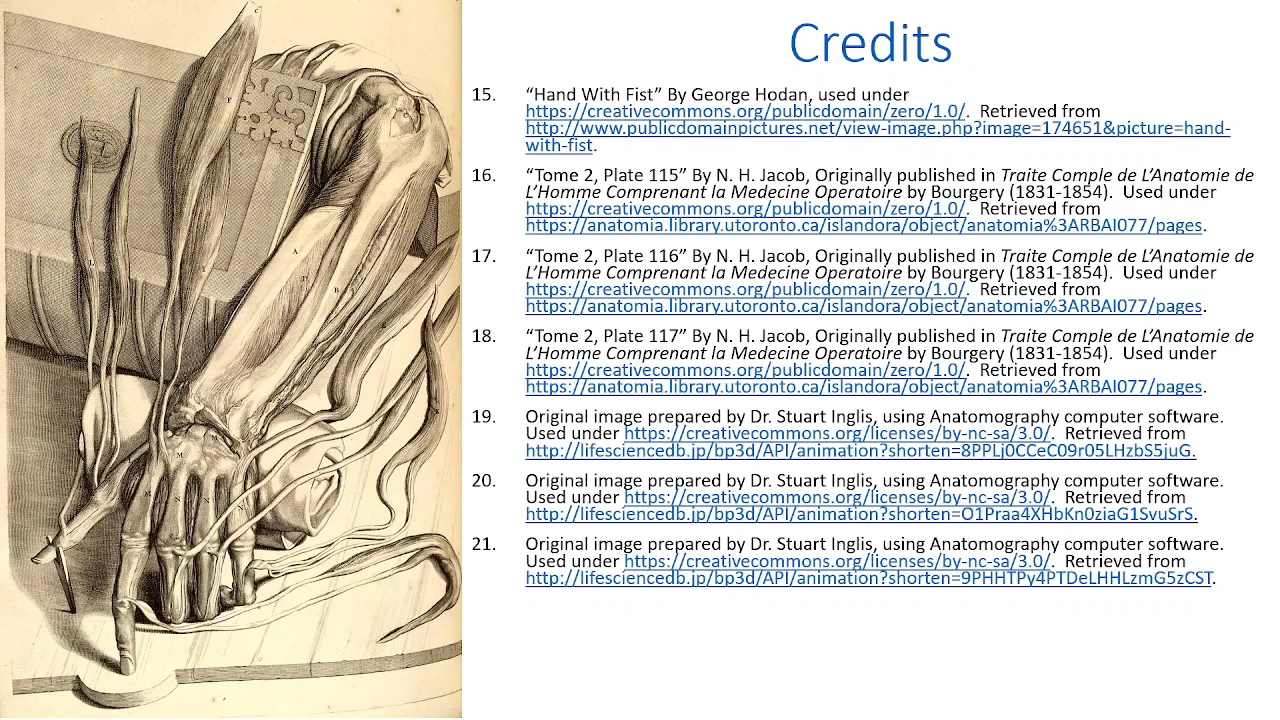 Credits
15. “Hand With Fist” By George Hodan, used under
https://creativecommons.org/publicdomain/zero/1.0/. Retrieved from
http://www.publicdomainpictures.net/view-image.php?image=174651&picture=hand-
with-fist.
16. “Tome 2, Plate 115” By N. H. Jacob, Originally published in Traite Comple de L’Anatomie de
L’Homme Comprenant la Medecine Operatoire by Bourgery (1831-1854). Used under
https://creativecommons.org/publicdomain/zero/1.0/. Retrieved from
https://anatomia.library.utoronto.ca/islandora/object/anatomia%3ARBAI077/pages.
17. “Tome 2, Plate 116” By N. H. Jacob, Originally published in Traite Comple de L’Anatomie de
L’Homme Comprenant la Medecine Operatoire by Bourgery (1831-1854). Used under
https://creativecommons.org/publicdomain/zero/1.0/. Retrieved from
https://anatomia.library.utoronto.ca/islandora/object/anatomia%3ARBAI077/pages.
18. “Tome 2, Plate 117” By N. H. Jacob, Originally published in Traite Comple de L’Anatomie de
L’Homme Comprenant la Medecine Operatoire by Bourgery (1831-1854). Used under
https://creativecommons.org/publicdomain/zero/1.0/. Retrieved from
https://anatomia.library.utoronto.ca/islandora/object/anatomia%3ARBAI077/pages.
19. Original image prepared by Dr. Stuart Inglis, using Anatomography computer software.
Used under https://creativecommons.org/licenses/by-nc-sa/3.0/. Retrieved from
http://lifesciencedb.jp/bp3d/API/animation?shorten=8PPLj0CCeC09r05LHzbS5juG.
20. Original image prepared by Dr. Stuart Inglis, using Anatomography computer software.
Used under https://creativecommons.org/licenses/by-nc-sa/3.0/. Retrieved from
http://lifesciencedb.jp/bp3d/API/animation?shorten=O1Praa4XHbKn0ziaG1SvuSrS.
21. Original image prepared by Dr. Stuart Inglis, using Anatomography computer software.
Used under https://creativecommons.org/licenses/by-nc-sa/3.0/. Retrieved from
http://lifesciencedb.jp/bp3d/API/animation?shorten=9PHHTPy4PTDeLHHLzmG5zCST.